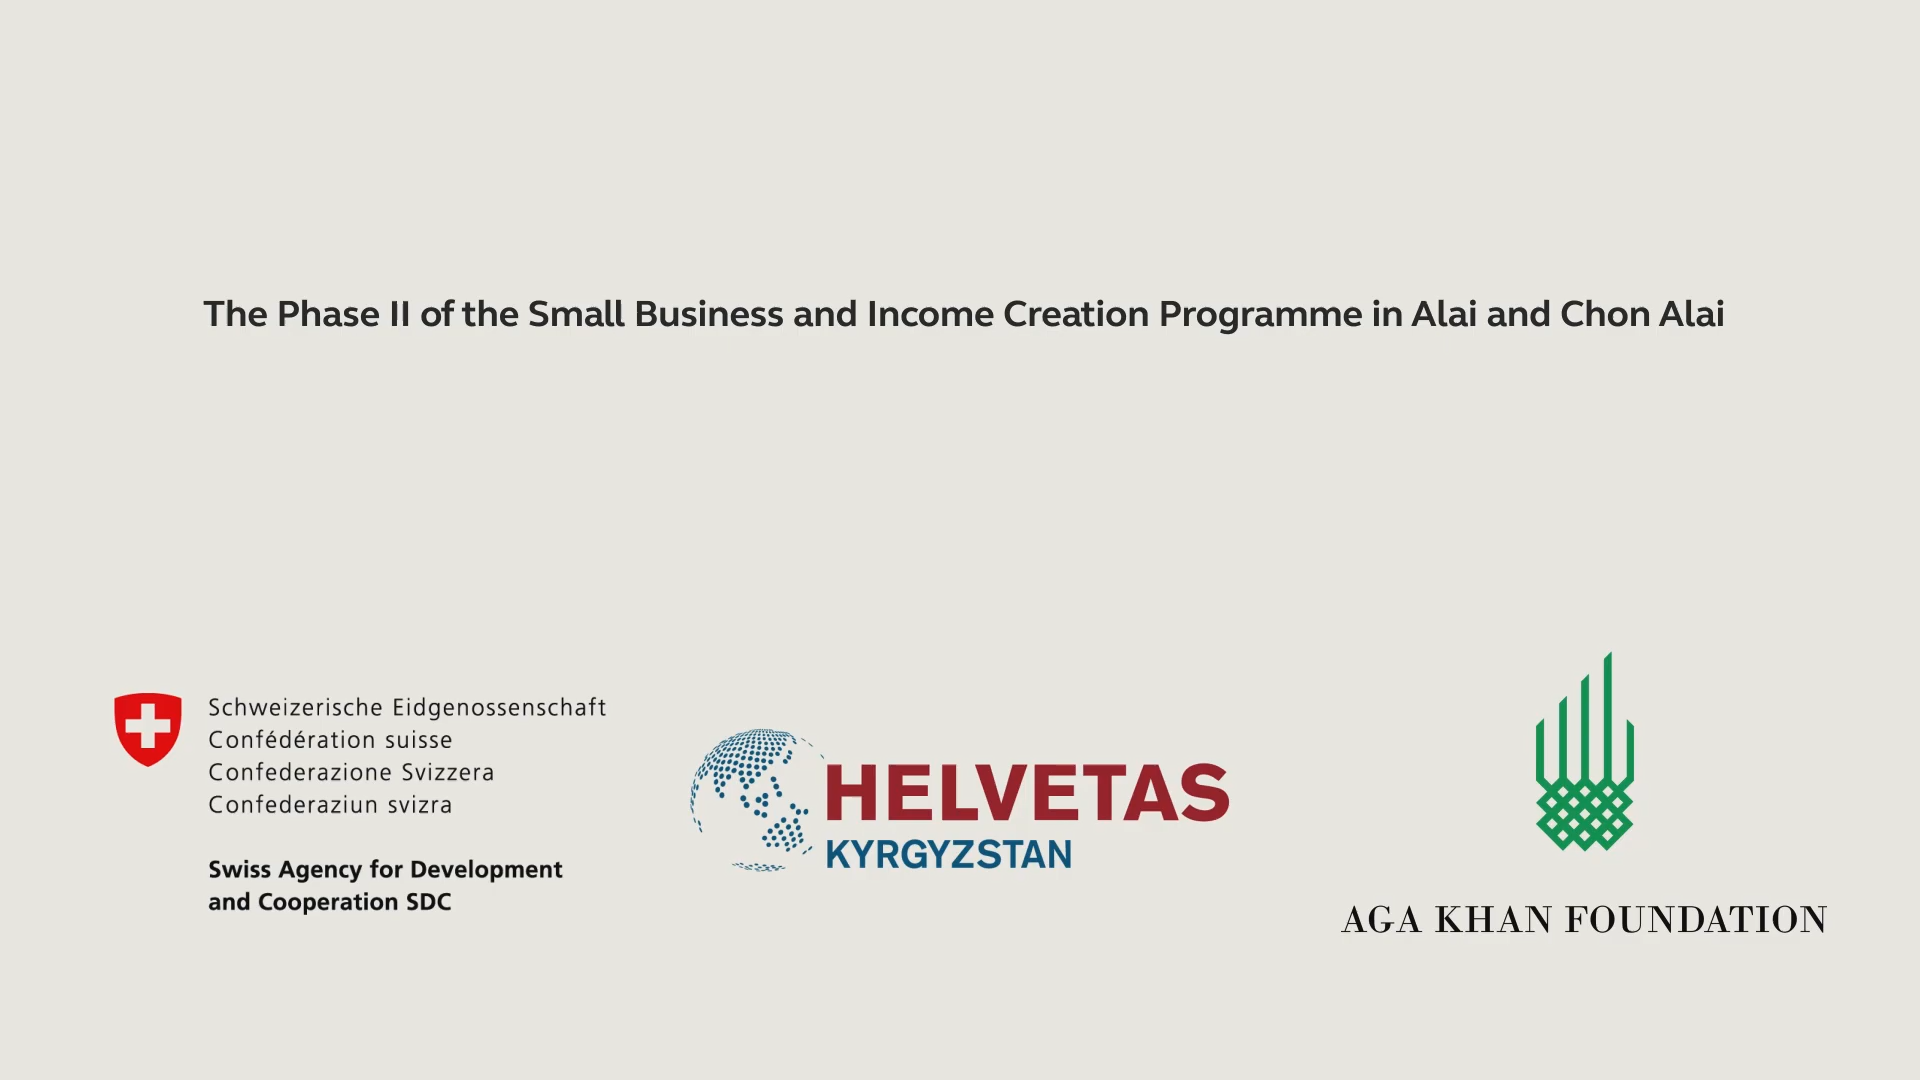 The Phase II of the Small Business and Income Creation Programme in Alai and Chon Alai
Schweizerische Eidgenossenschaft
Confédération suisse
Confederazione Svizzera
Confederaziun svizra
Swiss Agency for Development
and Cooperation SDC
HELVETAS
KYRGYZSTAN
AGA KHAN FOUNDATION